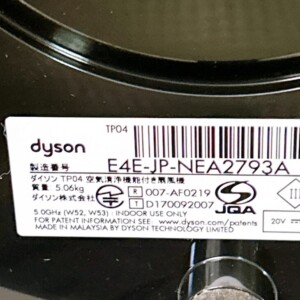 TP04
dyson
製造番号 E4E-JP-NEA2793A
ダイソン TP04 空気清浄機能付き扇風機
質量：5.06kg
ダイソン株式会社
R 007-AF0219
T D170092007
JQA
5.0GHz (W52, W53) - INDOOR USE ONLY
FOR PATENT INFORMATION SEE
www.dyson.com/patents
MADE IN MALAYSIA BY DYSON TECHNOLOGY LIMITED
20V